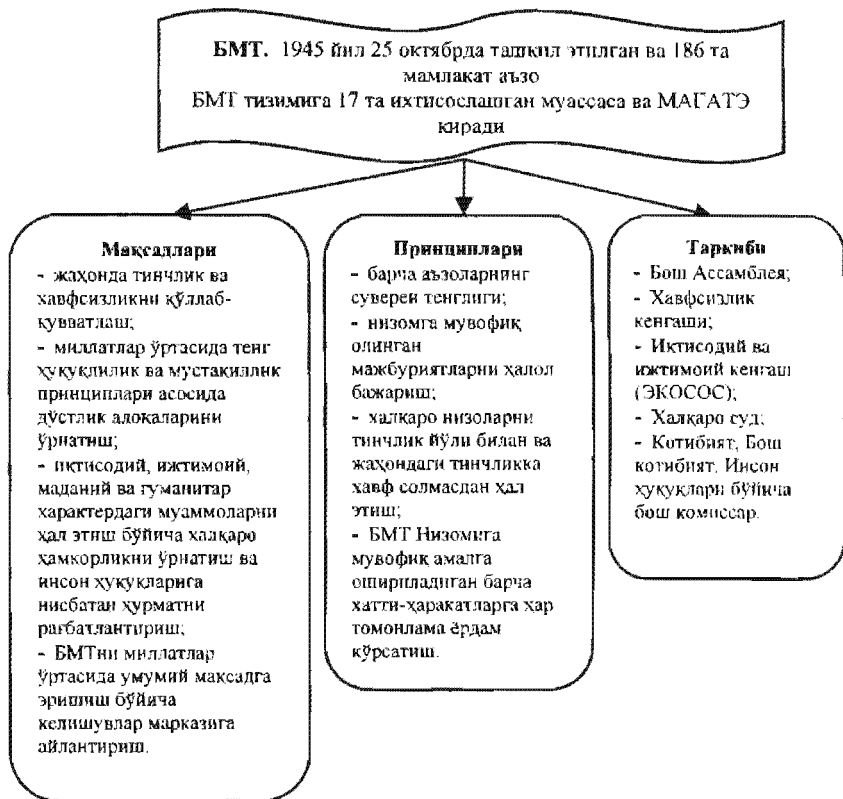 БМТ. 1945 йил 25 октябрда ташкил этилган ва 186 та
мамлакат аъзо
БМТ тизимига 17 та ихтисослашган муассаса ва МАГАТЭ
киради
Мақсадлари
- жаҳонда тинчлик ва
хавфсизликни қўллаб-
қувватлаш;
- миллатлар ўртасида тенг
ҳуқуқлилик ва мустақиллик
принциплари асосида
дўстлик алоқаларини
ўрнатиш;
- иқтисодий, ижтимоий,
маданий ва гуманитар
характердаги муаммоларни
ҳал этиш бўйича халқаро
ҳамкорликни ўрнатиш ва
инсон ҳуқуқларига
нисбатан ҳурматни
рағбатлантириш;
- БМТни миллатлар
ўртасида умумий мақсадга
эришиш бўйича
келишувлар марказига
айлантириш.
Принциплари
- барча аъзоларнинг
суверен тенглиги;
- низомга мувофиқ
олинган
мажбуриятларни ҳалол
бажариш;
- халқаро низоларни
тинчлик йўли билан ва
жаҳондаги тинчликка
хавф солмасдан ҳал
этиш;
- БМТ Низомига
мувофиқ амалга
ошириладиган барча
хатти-ҳаракатларга ҳар
томонлама ёрдам
кўрсатиш.
Таркиби
- Бош Ассамблея;
- Хавфсизлик
кенгаши;
- Иқтисодий ва
ижтимоий кенгаш
(ЭКОСОС);
- Халқаро суд;
- Котибият, Бош
котибият, Инсон
ҳуқуқлари бўйича
бош комиссар.